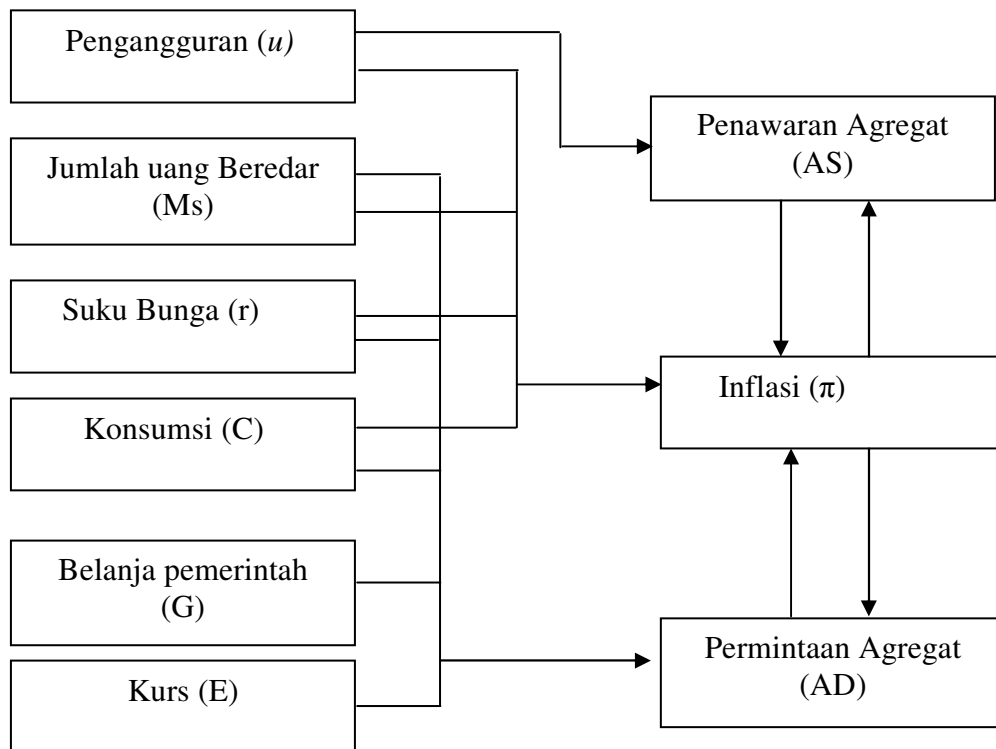 Pengangguran (u)
Jumlah uang Beredar
(Ms)
Suku Bunga (r)
Konsumsi (C)
Belanja pemerintah
(G)
Kurs (E)
Penawaran Agregat
(AS)
Inflasi (π)
Permintaan Agregat
(AD)